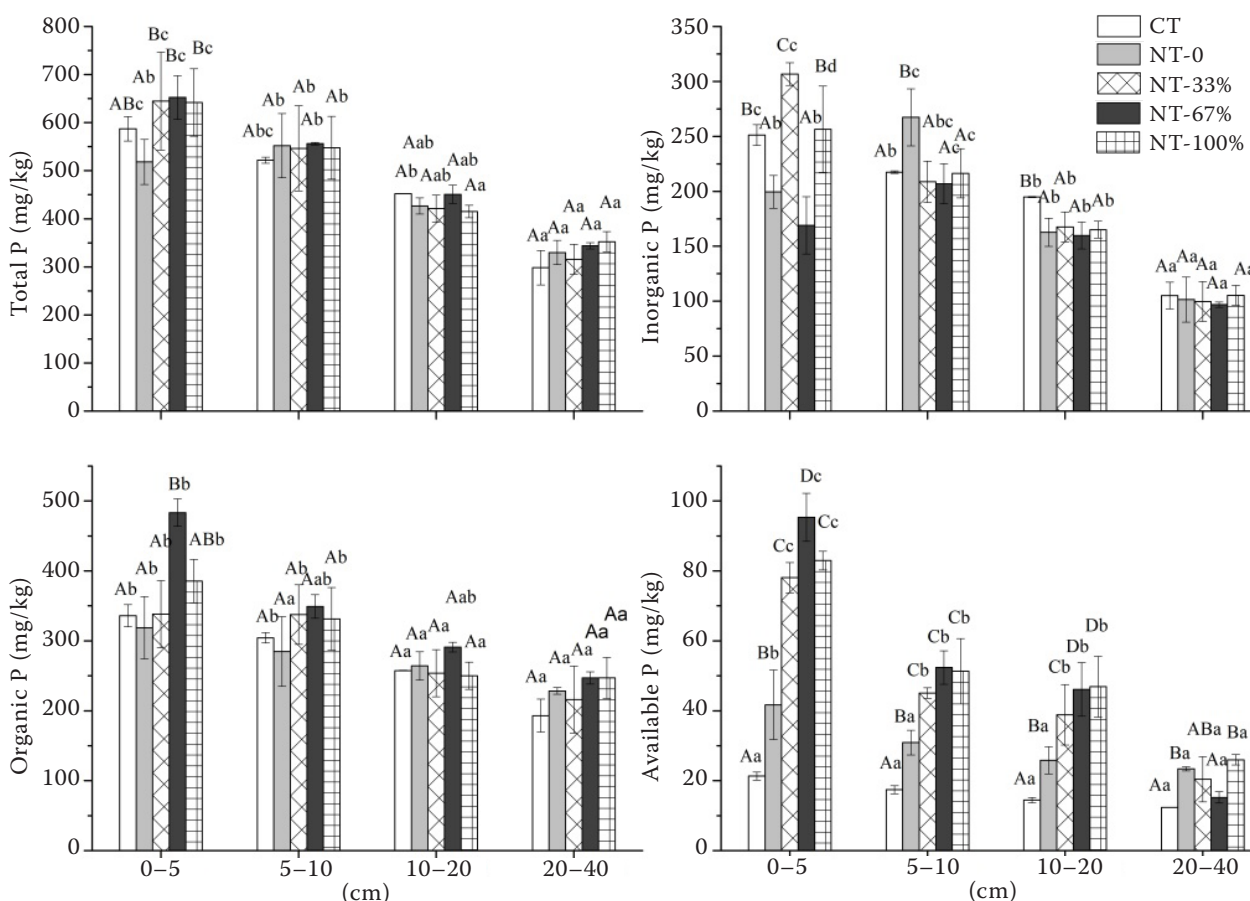 800
700
600
500
400
300
200
100
0
Total P (mg/kg)
ABc
Ab
Ab
Bc
Bc
Bc
Abc
Ab
Ab
Ab
Ab
Ab
Aab
Aab
Aab
Aa
Aa
Aa
Aa
Aa
Aa
350
300
250
200
150
100
50
0
Inorganic P (mg/kg)
Bc
Ab
Cc
Ab
Bd
Ab
Bc
Abc
Ac
Ac
Bb
Ab
Ab
Ab
Ab
Aa
Aa
Aa
Aa
Aa
CT
NT-0
NT-33%
NT-67%
NT-100%
500
400
300
200
100
0
Organic P (mg/kg)
Ab
Ab
Ab
Bb
ABb
Ab
Aa
Ab
Aab
Ab
Aa
Aa
Aa
Aab
Aa
Aa
Aa
Aa
Aa
Aa
0–5
5–10
10–20
20–40
(cm)
100
80
60
40
20
0
Available P (mg/kg)
Aa
Bb
Cc
Dc
Cc
Aa
Ba
Cb
Cb
Cb
Aa
Ba
Cb
Db
Db
Aa
Ba
ABa
Aa
Ba
0–5
5–10
10–20
20–40
(cm)